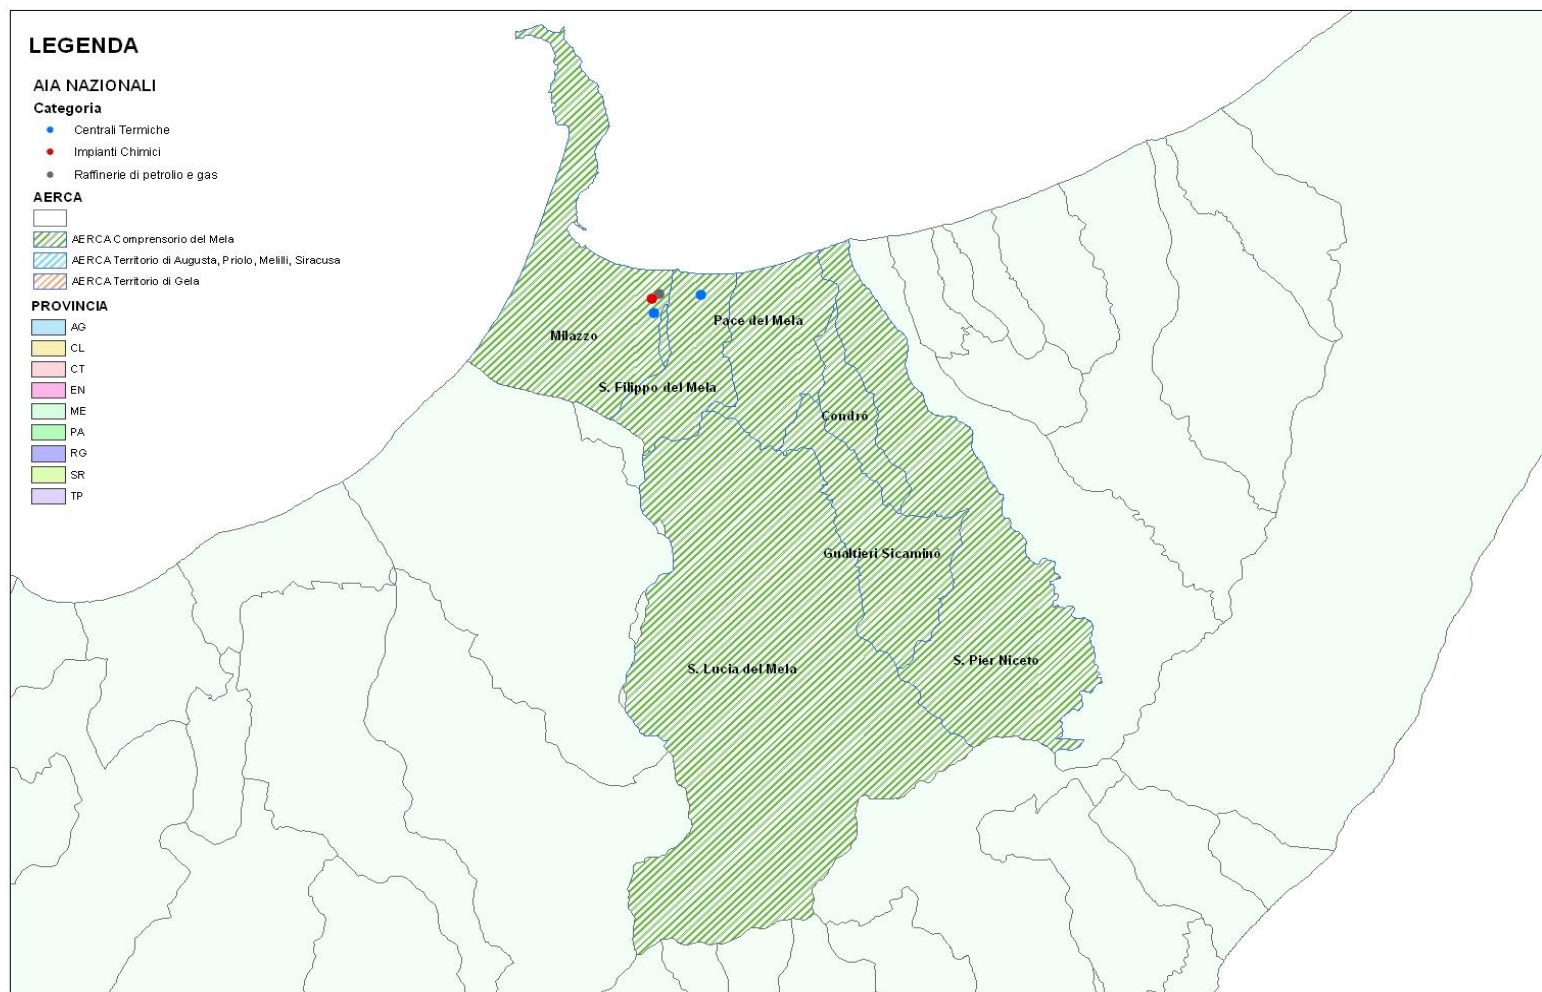 LEGENDA
AIA NAZIONALI
Categoria
Centrali Termiche
Impianti Chimici
Raffinerie di petrolio e gas
AERCA
AERCA Comprensorio del Mela
AERCA Territorio di Augusta, Priolo, Melilli, Siracusa
AERCA Territorio di Gela
PROVINCIA
AG
CL
CT
EN
ME
PA
RG
SR
TP
Milazzo
Pace del Mela
S. Filippo del Mela
Condró
Gualtieri Sicaminó
S. Lucia del Mela
S. Pier Niceto